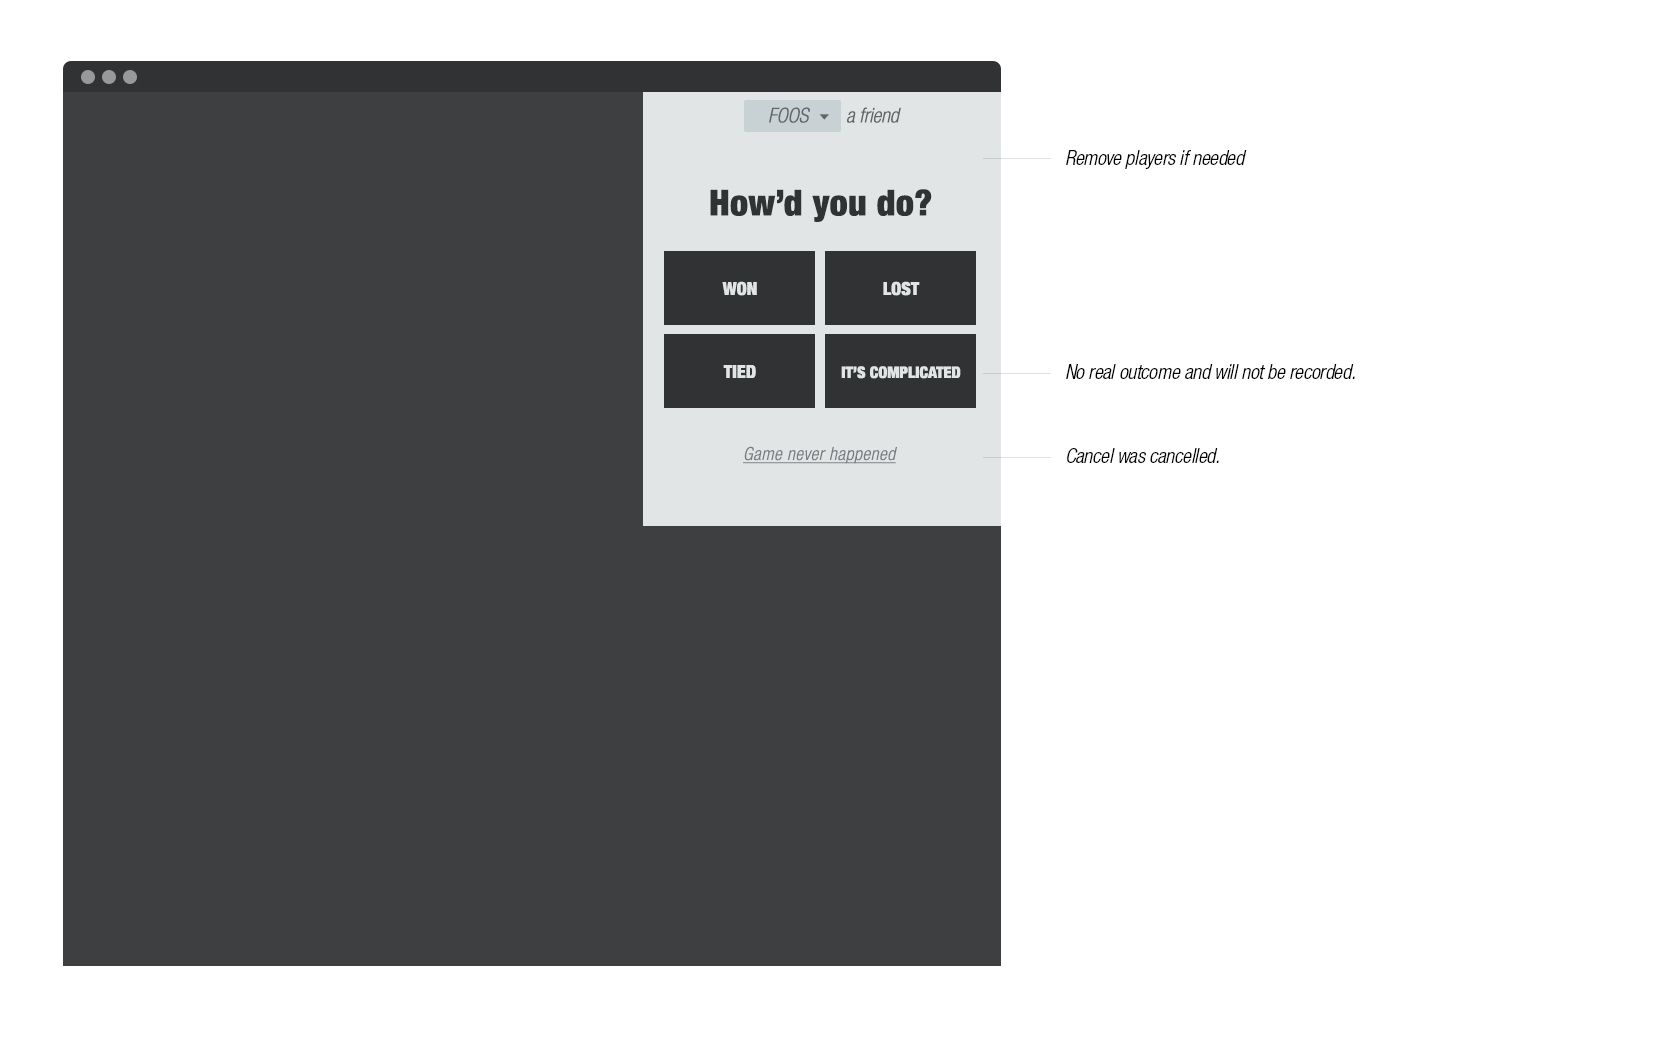 FOOS a friend
Remove players if needed
How’d you do?
WON
LOST
TIED
IT’S COMPLICATED
No real outcome and will not be recorded.
Game never happened
Cancel was cancelled.